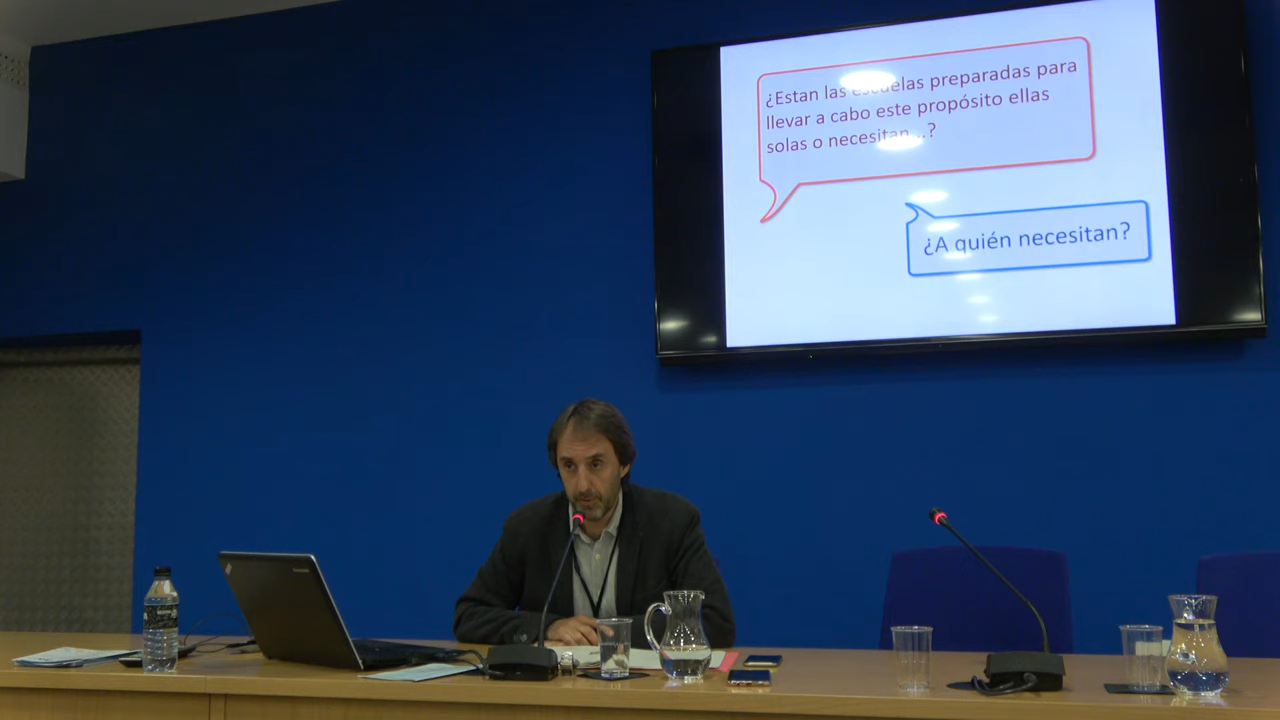 ¿Estan las escuelas preparadas para
llevar a cabo este propósito ellas
solas o necesitan...?
¿A quién necesitan?